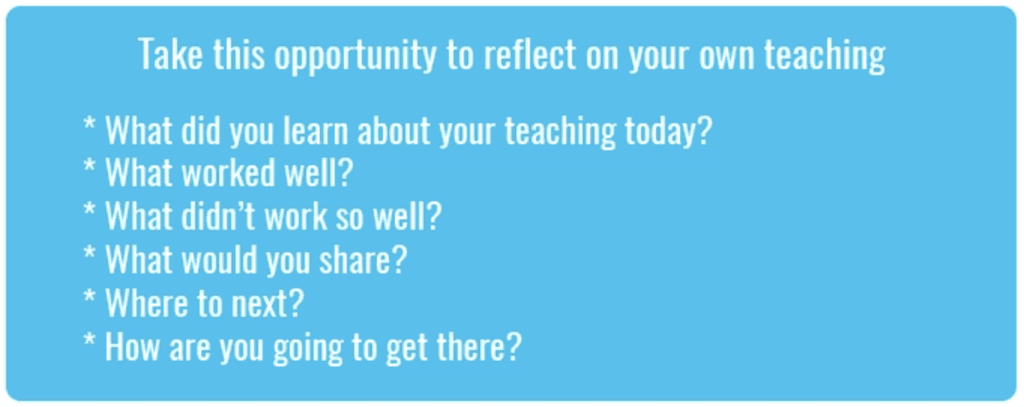 Take this opportunity to reflect on your own teaching
* What did you learn about your teaching today?
* What worked well?
* What didn’t work so well?
* What would you share?
* Where to next?
* How are you going to get there?